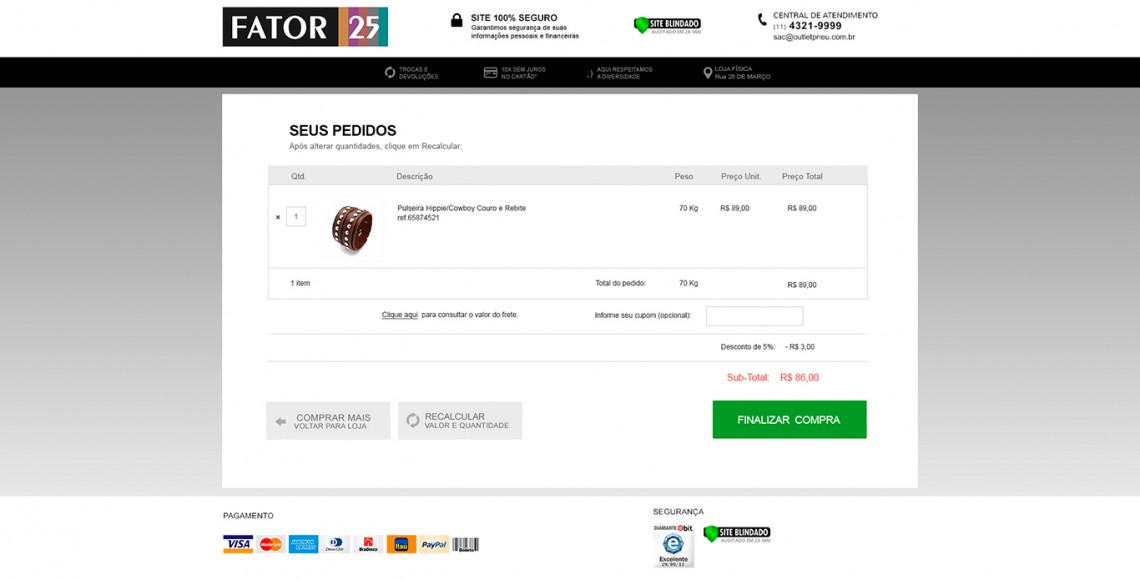 FATOR 25
SITE 100% SEGURO
Garantimos segurança de suas
informações pessoais e financeiras
SITE BLINDADO
AUDITADO EM 28-MAI
CENTRAL DE ATENDIMENTO
(11) 4321-9999
sac@outletpneu.com.br
TROCAS E
DEVOLUÇÕES
10X SEM JUROS
NO CARTÃO*
:) AQUI RESPEITAMOS
A DIVERSIDADE
LOJA FÍSICA
Rua 25 DE MARÇO
SEUS PEDIDOS
Após alterar quantidades, clique em Recalcular:
Qtd. Descrição Peso Preço Unit. Preço Total
× 1 Pulseira Hippie/Cowboy Couro e Rebite 70 Kg R$ 89,00 R$ 89,00
ref.65874521
1 item Total do pedido: 70 Kg R$ 89,00
Clique aqui para consultar o valor do frete. Informe seu cupom (opcional):
Desconto de 5%: - R$ 3,00
Sub-Total: R$ 86,00
COMPRAR MAIS
VOLTAR PARA LOJA
RECALCULAR
VALOR E QUANTIDADE
FINALIZAR COMPRA
PAGAMENTO
VISA MasterCard Diners Club Bradesco Itaú PayPal Boleto
SEGURANÇA
DIAMANTE ebit
Excelente
29/09/11
SITE BLINDADO
AUDITADO EM 28-MAI